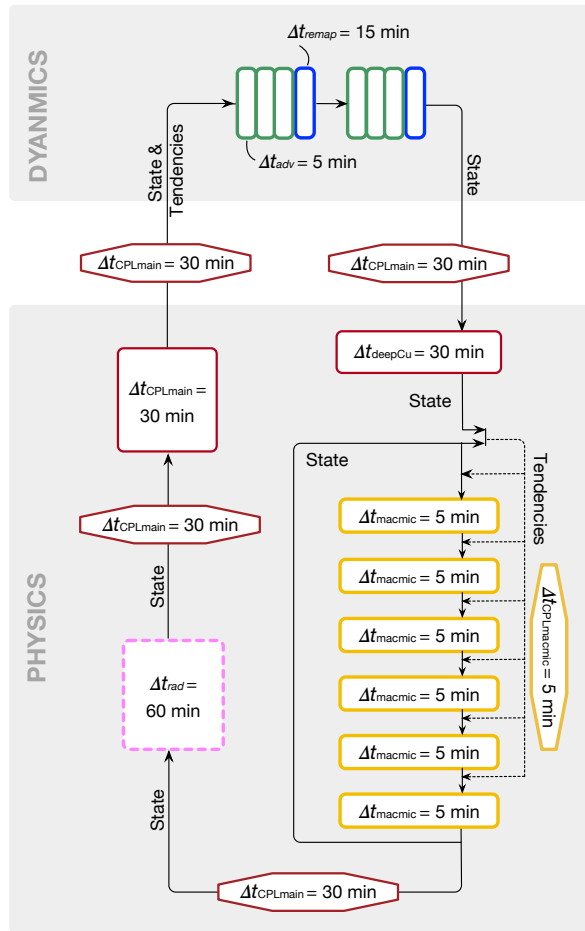 DYANMICS
Δtremap = 15 min
Δtadv = 5 min
State &
Tendencies
State
ΔtCPLmain = 30 min
ΔtCPLmain = 30 min
PHYSICS
ΔtdeepCu = 30 min
State
State
Tendencies
Δtmacmic = 5 min
Δtmacmic = 5 min
Δtmacmic = 5 min
Δtmacmic = 5 min
Δtmacmic = 5 min
Δtmacmic = 5 min
ΔtCPLmacmic = 5 min
ΔtCPLmain = 30 min
State
Δtrad =
60 min
State
ΔtCPLmain = 30 min
ΔtCPLmain =
30 min